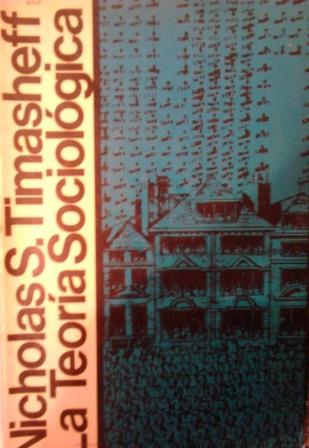 Nicholas S. Timasheff
La Teoría Sociológica